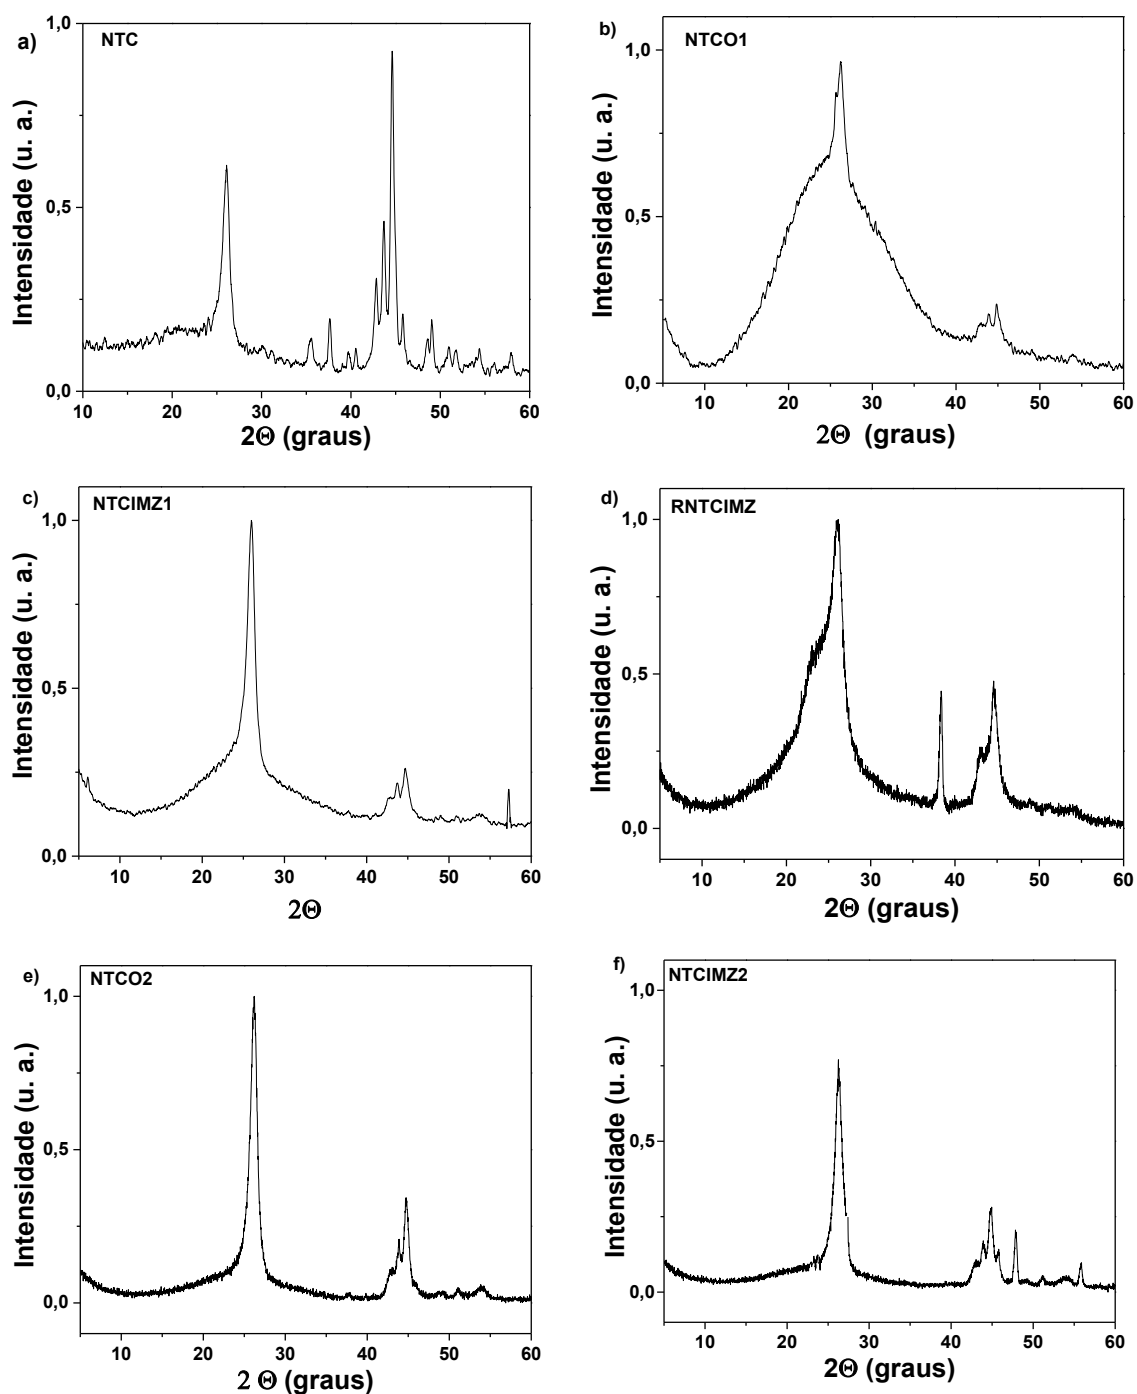 a)
NTC
Intensidade (u. a.)
1,0
0,5
0,0
10 20 30 40 50 60
2Θ (graus)
b)
NTCO1
Intensidade (u. a.)
1,0
0,5
0,0
10 20 30 40 50 60
2Θ (graus)
c)
NTCIMZ1
Intensidade (u. a.)
1,0
0,5
0,0
10 20 30 40 50 60
2Θ
d)
RNTCIMZ
Intensidade (u. a.)
1,0
0,5
0,0
10 20 30 40 50 60
2Θ (graus)
e)
NTCO2
Intensidade (u. a.)
1,0
0,5
0,0
10 20 30 40 50 60
2 Θ (graus)
f)
NTCIMZ2
Intensidade (u. a.)
1,0
0,5
0,0
10 20 30 40 50 60
2Θ (graus)